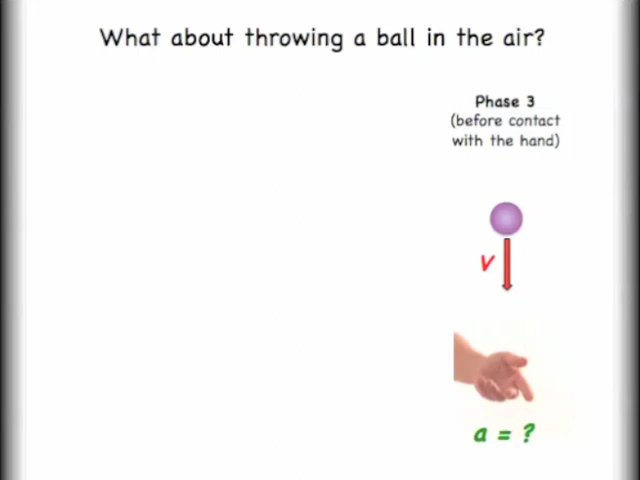 What about throwing a ball in the air?
Phase 3
(before contact
with the hand)
v
a = ?